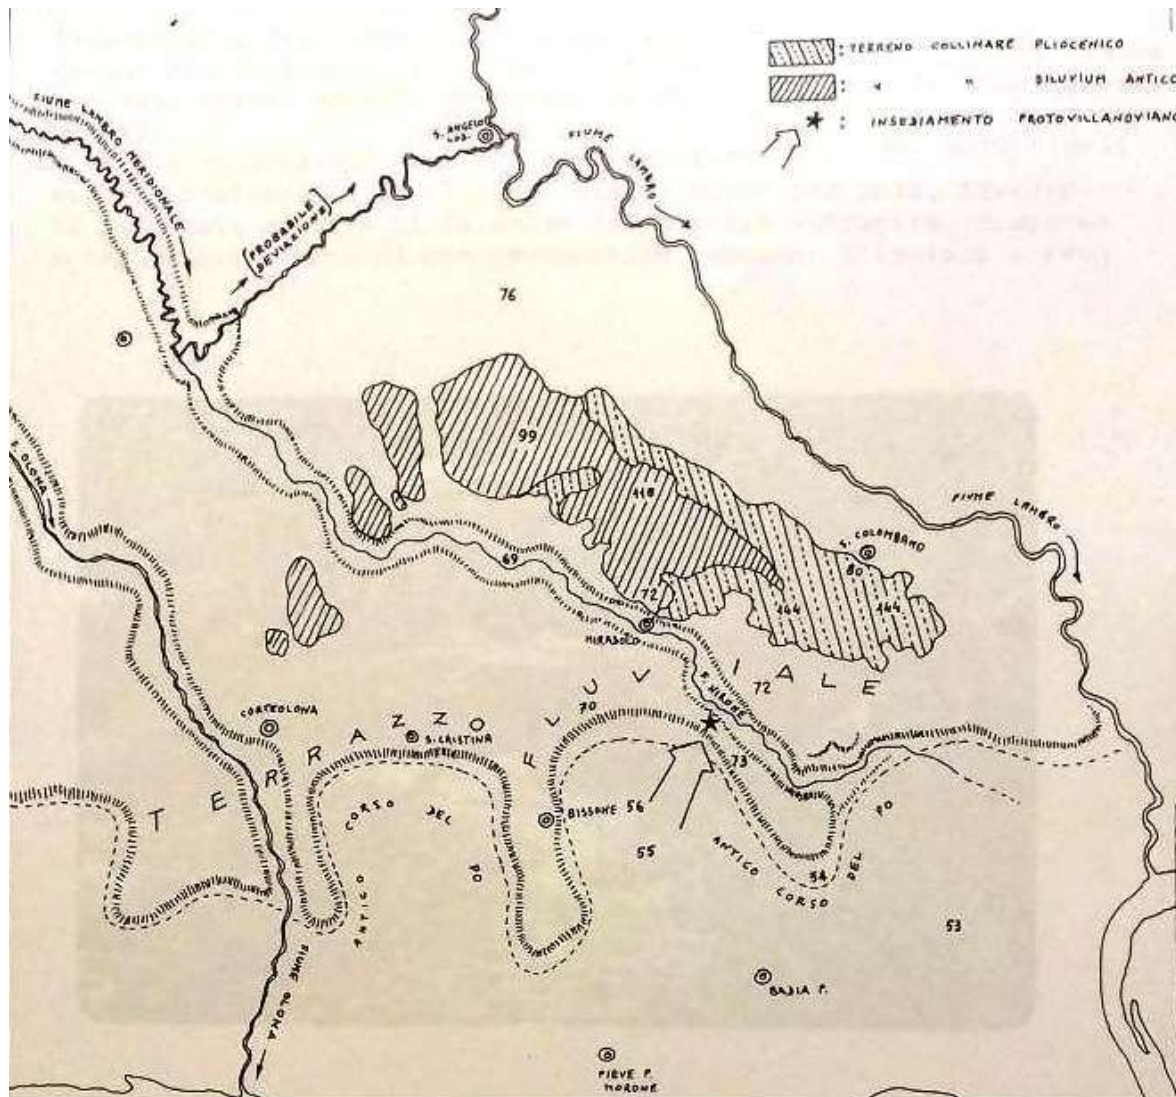 : TERRENO COLLINARE PLIOCENICO
: " " DILUVIUM ANTICO
★ : INSEDIAMENTO PROTOVILLANOVIANO
FIUME LAMBRO MERIDIONALE
S. ANGELO
LOD.
FIUME LAMBRO
(PROBABILE
DEVIAZIONE)
76
99
118
F. OLONA
FIUME LAMBRO
S. COLOMBANO
80
69
72
144
144
MIRADOLO
F. NIRONE
72
TERRAZZO FLUVIALE
70
CORTEOLONA
S. CRISTINA
73
BISSONE
56
55
54
53
ANTICO CORSO DEL PO
ANTICO CORSO DEL PO
BADIA P.
FIUME OLONA
PIEVE P.
MORONE